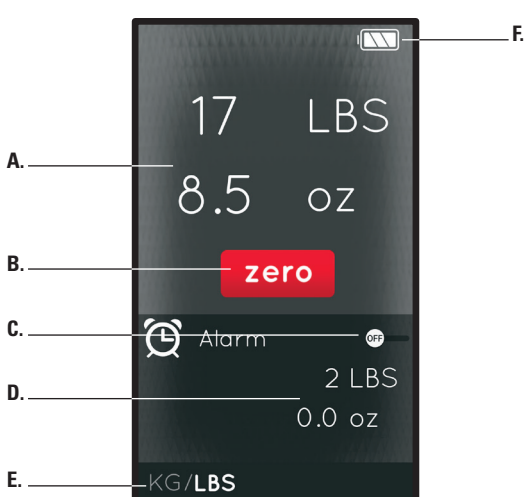 F.
17 LBS
A.
8.5 oz
B.
zero
C.
Alarm OFF
2 LBS
D.
0.0 oz
E.
KG/LBS